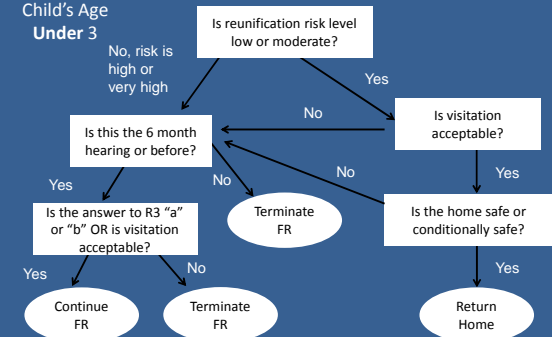 Child’s Age
Under 3
Is reunification risk level
low or moderate?
No, risk is
high or
very high
Yes
No
Is this the 6 month
hearing or before?
Is visitation
acceptable?
Yes
No
No
Yes
Is the answer to R3 “a”
or “b” OR is visitation
acceptable?
Terminate
FR
Is the home safe or
conditionally safe?
Yes
No
Yes
Continue
FR
Terminate
FR
Return
Home